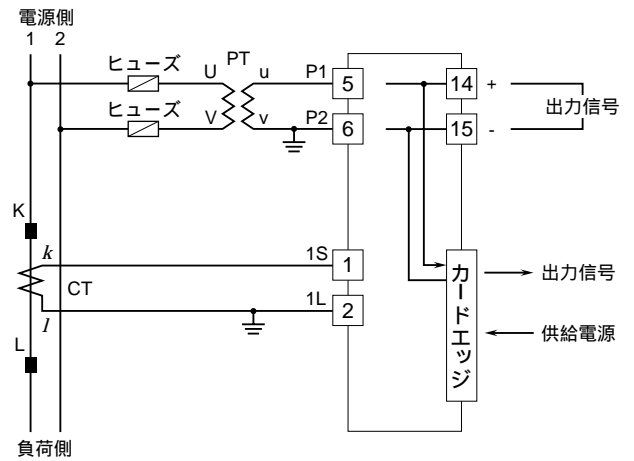 電源側
1 2
ヒューズ
U
PT
u
P1
5
14
+
ヒューズ
V
v
P2
6
15
-
出力信号
K
k
1S
1
CT
l
1L
2
L
カードエッジ
出力信号
供給電源
負荷側